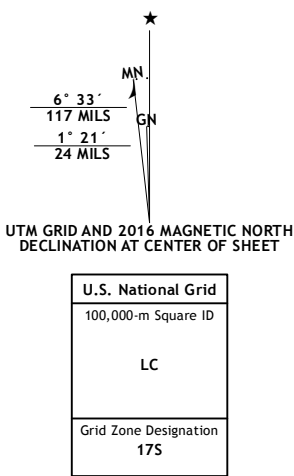 ★
MN.
GN
6° 33´
117 MILS
1° 21´
24 MILS
UTM GRID AND 2016 MAGNETIC NORTH
DECLINATION AT CENTER OF SHEET
U.S. National Grid
100,000-m Square ID
LC
Grid Zone Designation
17S